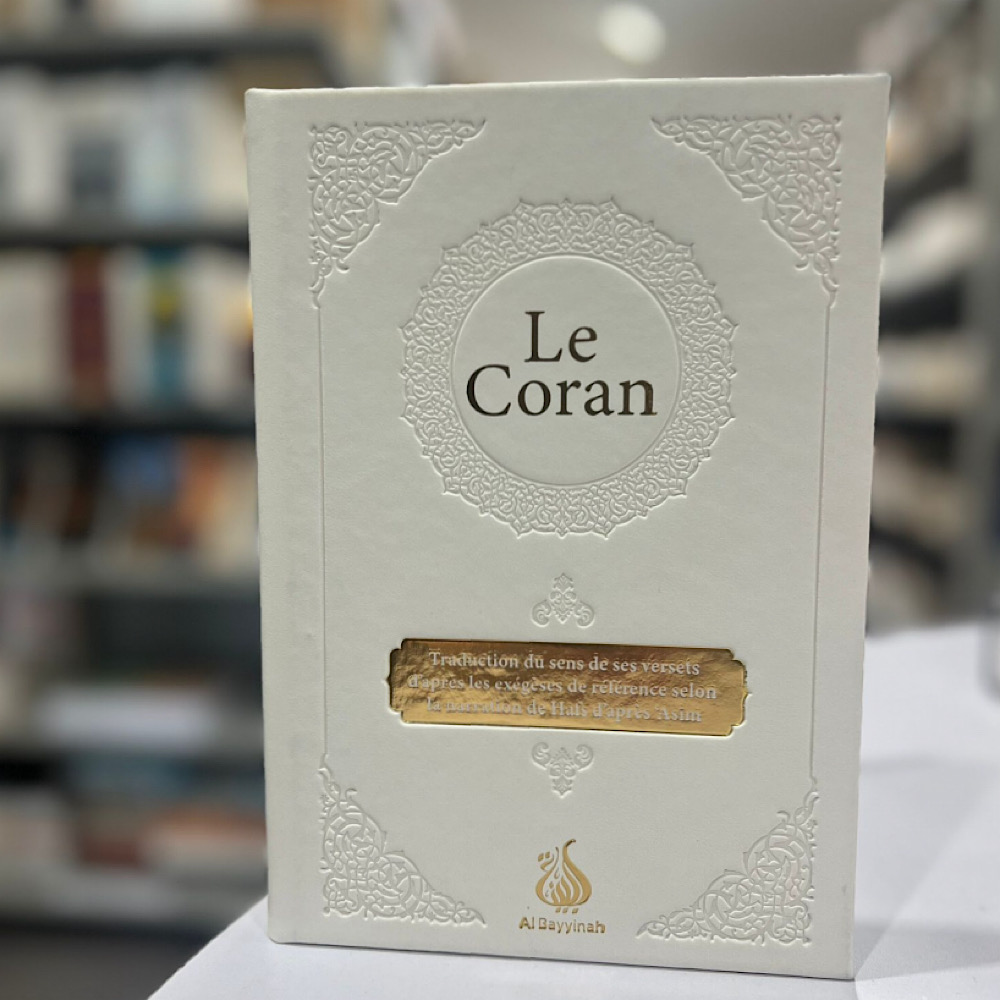 Le
Coran
Traduction du sens de ses versets
d'après les exégèses de référence selon
la narration de Hafs d'après 'Asim
Al Bayyinah